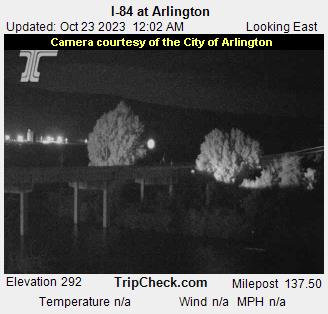 I-84 at Arlington
Updated: Oct 23 2023 12:02 AM Looking East
Camera courtesy of the City of Arlington
Elevation 292 TripCheck.com Milepost 137.50
Temperature n/a Wind n/a MPH n/a